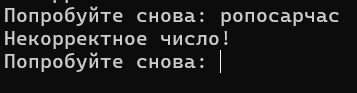 Попробуйте снова: ропосарчас
Некорректное число!
Попробуйте снова: